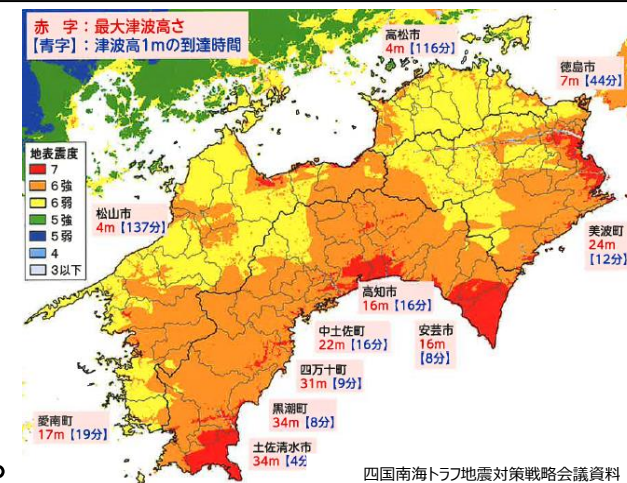 赤 字：最大津波高さ
【青字】：津波高1mの到達時間
高松市
4m【116分】
徳島市
7m【44分】
地表震度
7
6強
6弱
5強
5弱
4
3以下
松山市
4m【137分】
美波町
24m
【12分】
高知市
16m【16分】
中土佐町
22m【16分】
安芸市
16m
【8分】
四万十町
31m【9分】
黒潮町
34m【8分】
愛南町
17m【19分】
土佐清水市
34m【4分
。
四国南海トラフ地震対策戦略会議資料